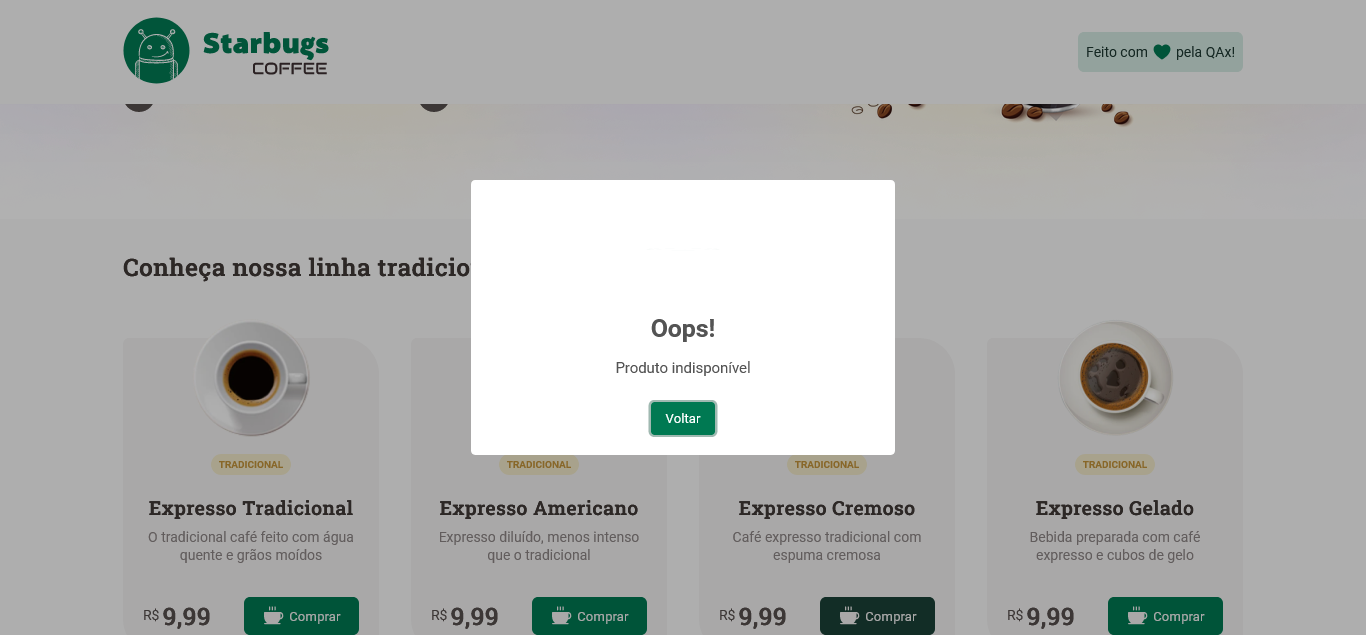 Starbugs
COFFEE
Feito com pela QAx!
Conheça nossa linha tradicio
Oops!
Produto indisponível
Voltar
TRADICIONAL
Expresso Tradicional
O tradicional café feito com água
quente e grãos moídos
R$ 9,99
Comprar
TRADICIONAL
Expresso Americano
Expresso diluído, menos intenso
que o tradicional
R$ 9,99
Comprar
TRADICIONAL
Expresso Cremoso
Café expresso tradicional com
espuma cremosa
R$ 9,99
Comprar
TRADICIONAL
Expresso Gelado
Bebida preparada com café
expresso e cubos de gelo
R$ 9,99
Comprar